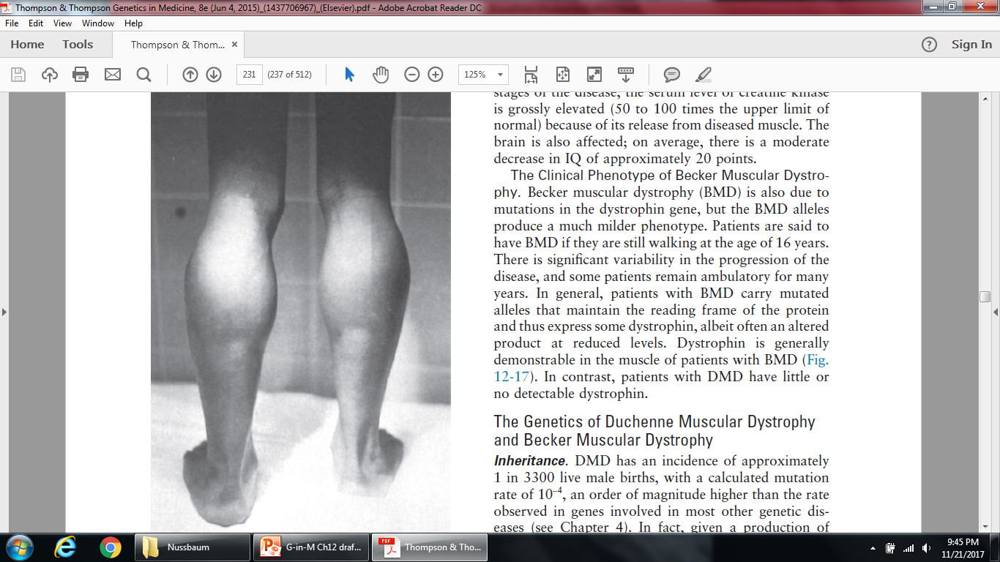 Thompson & Thompson Genetics in Medicine, 8e (Jun 4, 2015)_(1437706967)_(Elsevier).pdf - Adobe Acrobat Reader DC
File Edit View Window Help
Home Tools Thompson & Thom... × Sign In
231 (237 of 512) 125%
stages of the disease, the serum level of creatine kinase
is grossly elevated (50 to 100 times the upper limit of
normal) because of its release from diseased muscle. The
brain is also affected; on average, there is a moderate
decrease in IQ of approximately 20 points.
The Clinical Phenotype of Becker Muscular Dystro-
phy. Becker muscular dystrophy (BMD) is also due to
mutations in the dystrophin gene, but the BMD alleles
produce a much milder phenotype. Patients are said to
have BMD if they are still walking at the age of 16 years.
There is significant variability in the progression of the
disease, and some patients remain ambulatory for many
years. In general, patients with BMD carry mutated
alleles that maintain the reading frame of the protein
and thus express some dystrophin, albeit often an altered
product at reduced levels. Dystrophin is generally
demonstrable in the muscle of patients with BMD (Fig.
12-17). In contrast, patients with DMD have little or
no detectable dystrophin.
The Genetics of Duchenne Muscular Dystrophy
and Becker Muscular Dystrophy
Inheritance. DMD has an incidence of approximately
1 in 3300 live male births, with a calculated mutation
rate of 10⁻⁴, an order of magnitude higher than the rate
observed in genes involved in most other genetic dis-
eases (see Chapter 4). In fact, given a production of
Nussbaum G-in-M Ch12 draf... Thompson & Tho... 9:45 PM
11/21/2017